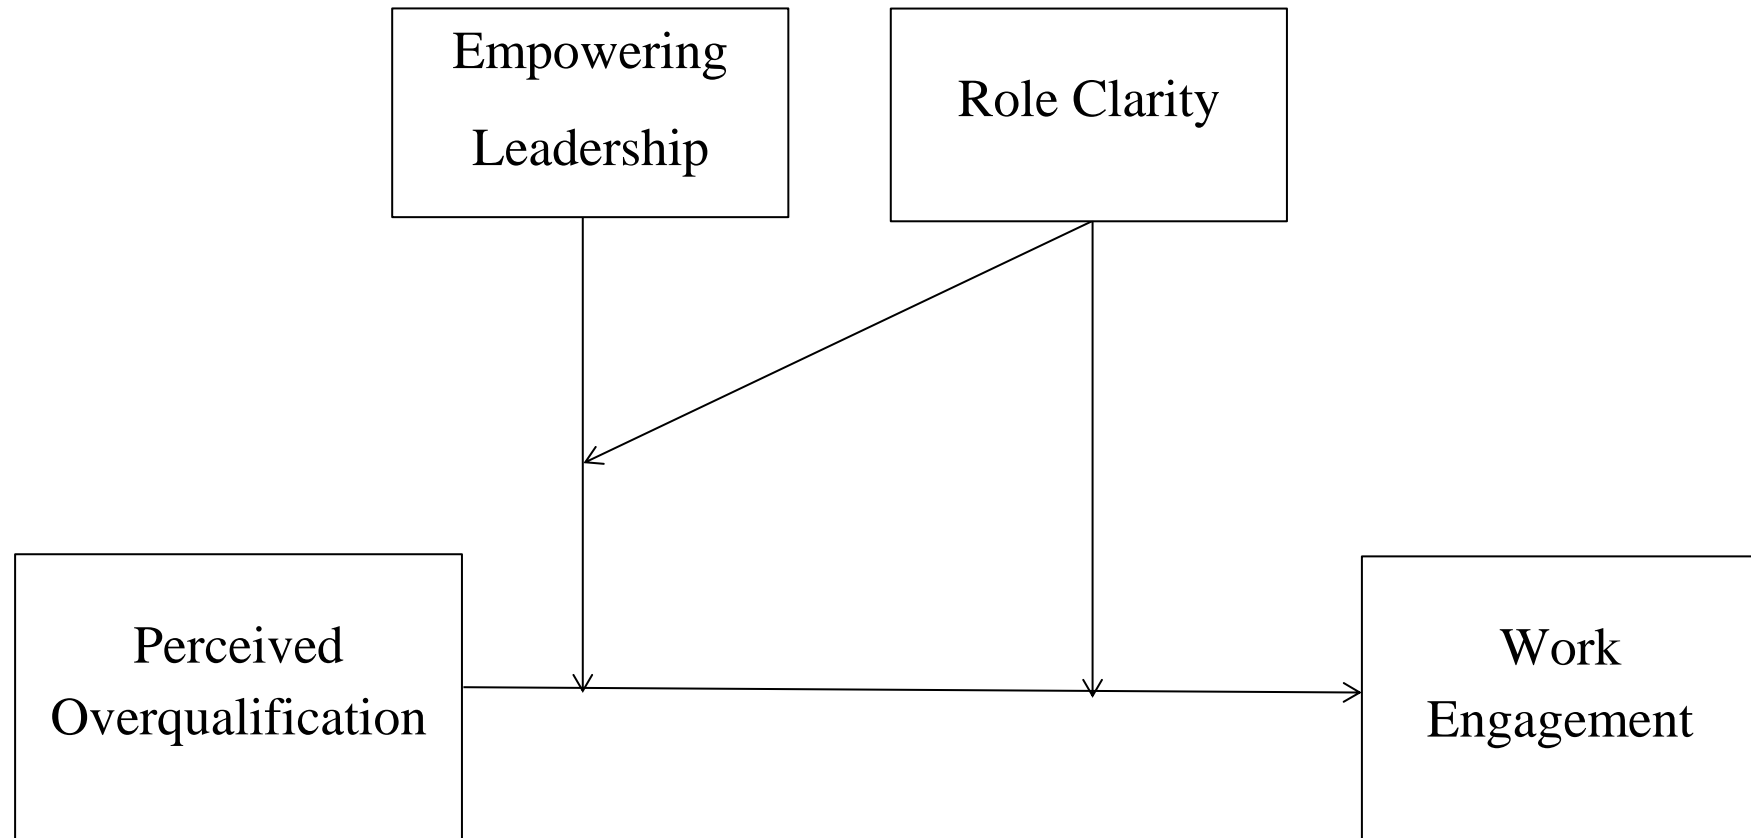 Empowering
Leadership
Role Clarity
Perceived
Overqualification
Work
Engagement